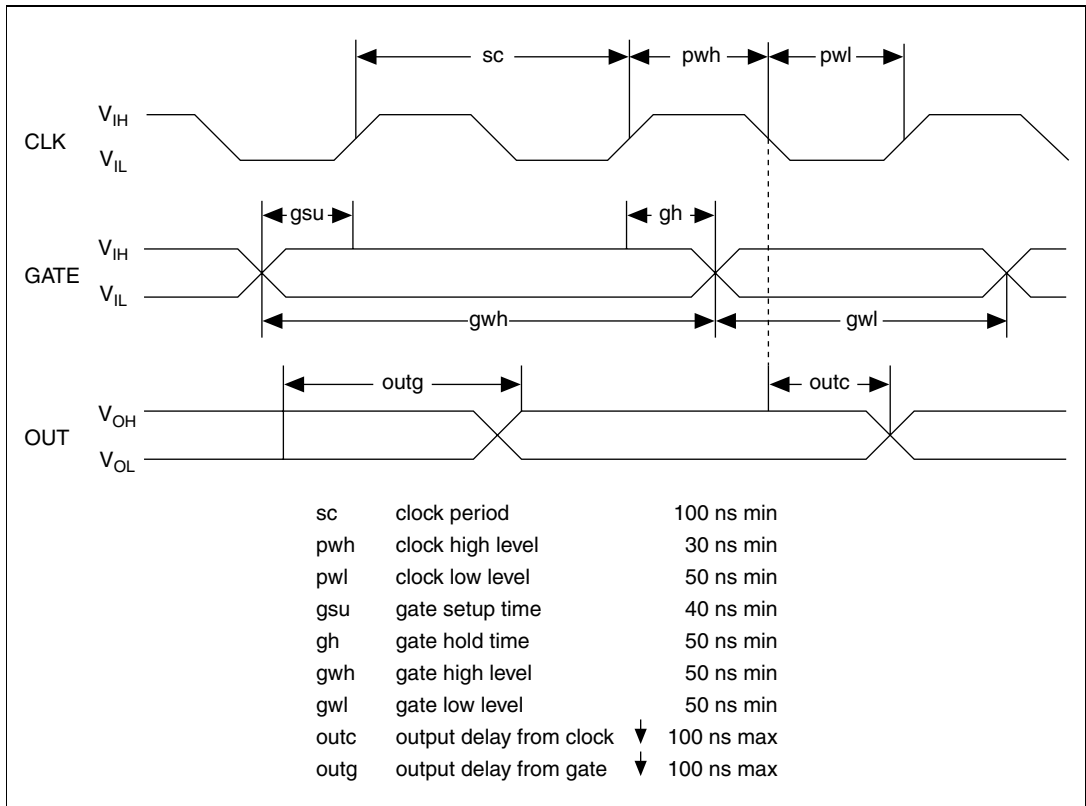 sc pwh pwl
V_IH
CLK
V_IL
gsu gh
V_IH
GATE
V_IL
gwh gwl
outg outc
V_OH
OUT
V_OL
sc clock period 100 ns min
pwh clock high level 30 ns min
pwl clock low level 50 ns min
gsu gate setup time 40 ns min
gh gate hold time 50 ns min
gwh gate high level 50 ns min
gwl gate low level 50 ns min
outc output delay from clock ↓ 100 ns max
outg output delay from gate ↓ 100 ns max